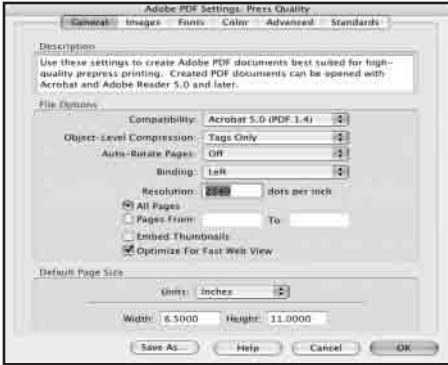 Adobe PDF Settings: Press Quality
General Images Fonts Color Advanced Standards
Description
Use these settings to create Adobe PDF documents best suited for high-
quality prepress printing. Created PDF documents can be opened with
Acrobat and Adobe Reader 5.0 and later.
File Options
Compatibility: Acrobat 5.0 (PDF 1.4)
Object-Level Compression: Tags Only
Auto-Rotate Pages: Off
Binding: Left
Resolution: 2540 dots per inch
All Pages
Pages From: To:
Embed Thumbnails
Optimize For Fast Web View
Default Page Size
Units: Inches
Width: 8.5000 Height: 11.0000
Save As... Help Cancel OK